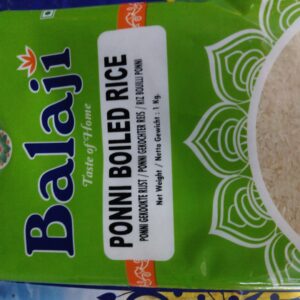 Balaji
Taste of Home
PONNI BOILED RICE
PONNI GEKOOKTE RIJST / PONNI GEKOCHTER REIS / RIZ BOUILLI PONNI
Net Weight / Netto Gewicht : 1 Kg.